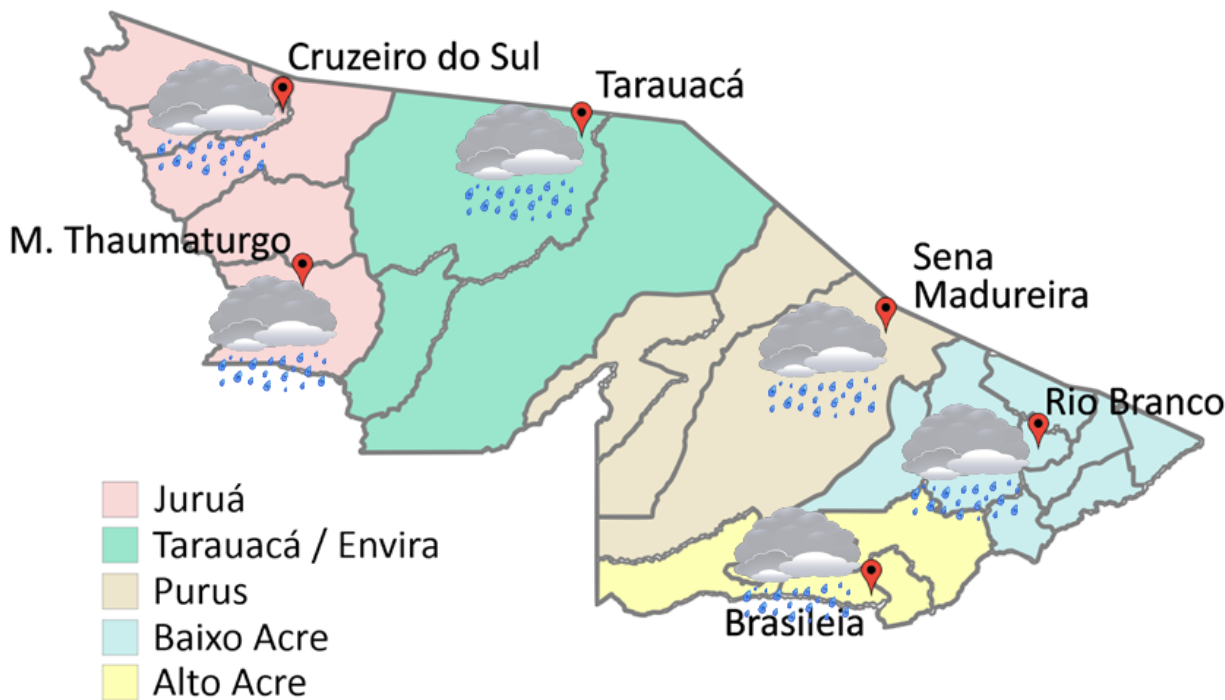 Cruzeiro do Sul
Tarauacá
M. Thaumaturgo
Sena
Madureira
Rio Branco
Brasileia
Juruá
Tarauacá / Envira
Purus
Baixo Acre
Alto Acre